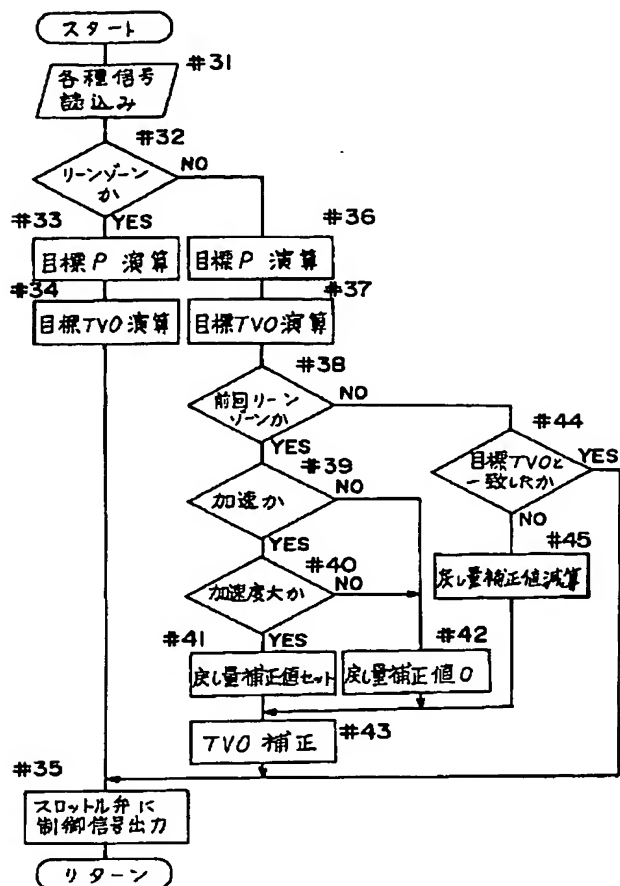 スタート
#31
各種信号
読込み
#32
リーンゾーン
か
NO
YES
#33
目標P 演算
#34
目標TVO演算
#36
目標P 演算
#37
目標TVO演算
#38
前回リーン
ゾーンか
NO
YES
#44
目標TVOと
一致したか
YES
NO
#39
加速か
NO
YES
#45
戻し量補正値減算
#40
加速度大か
NO
YES
#41
戻し量補正値セット
#42
戻し量補正値0
TVO 補正
#43
#35
スロットル弁に
制御信号出力
リターン